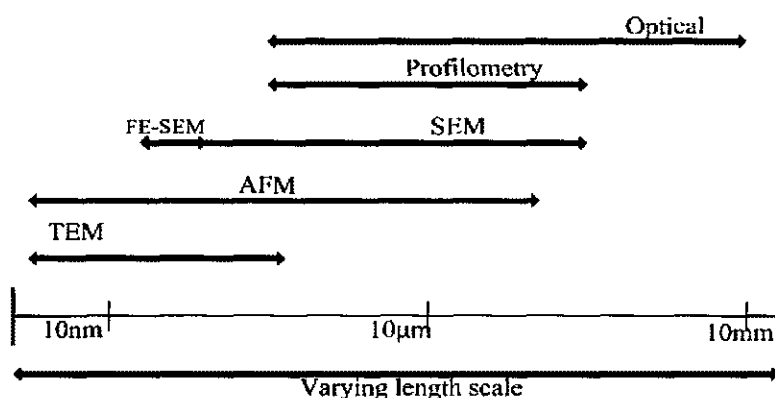 Optical
Profilometry
FE-SEM SEM
AFM
TEM
10nm 10μm 10mm
Varying length scale